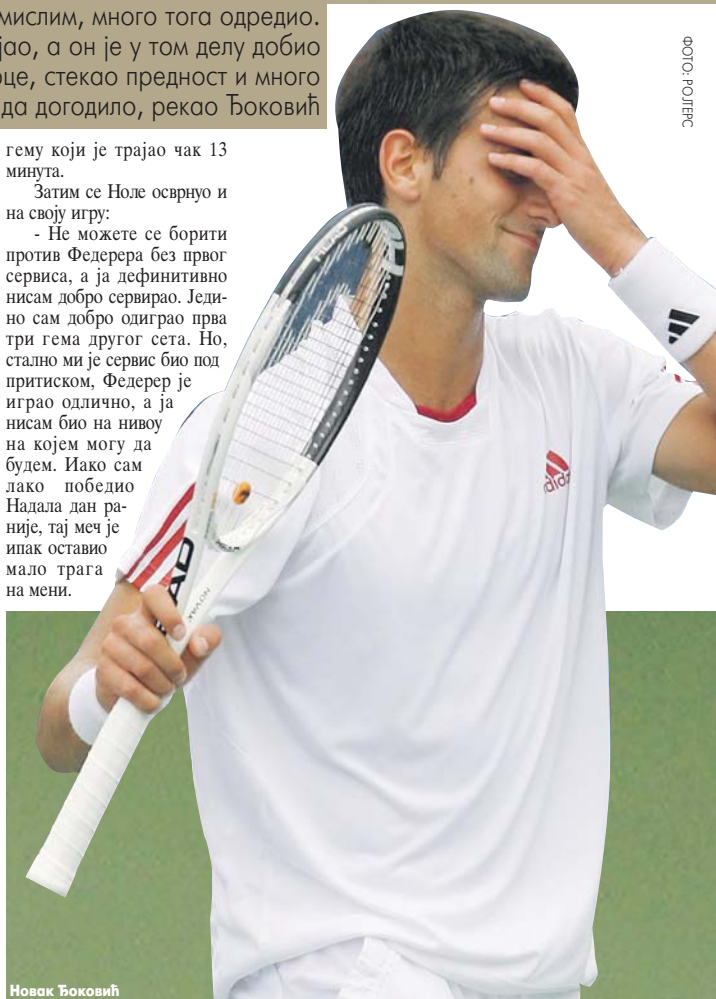 мислим, много тога одредио.
јао, а он је у том делу добио
це, стекао предност и много
да догодило, рекао Ђоковић
ФОТО: РОЈТЕРС
гему који је трајао чак 13
минута.
Затим се Ноле осврнуо и
на своју игру:
- Не можете се борити
против Федерера без првог
сервиса, а ја дефинитивно
нисам добро сервирао. Једи-
но сам добро одиграо прва
три гема другог сета. Но,
стално ми је сервис био под
притиском, Федерер је
играо одлично, а ја
нисам био на нивоу
на којем могу да
будем. Иако сам
лако победио
Надала дан ра-
није, тај меч је
ипак оставио
мало трага
на мени.
HEAD
adidas
NOVAK
Новак Ђоковић